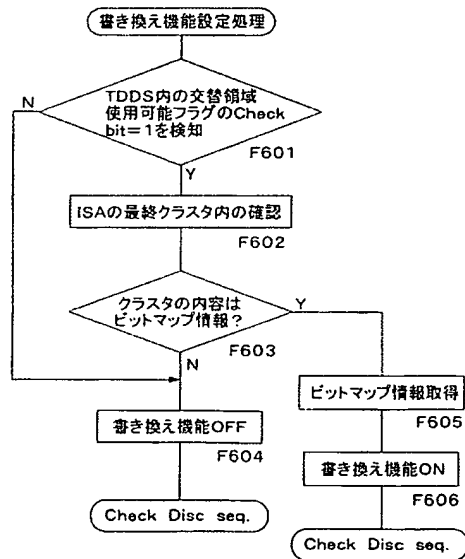 書き換え機能設定処理
N
TDDS内の交替領域
使用可能フラグのCheck
bit=1を検知
F601
Y
ISAの最終クラスタ内の確認
F602
クラスタの内容は
ビットマップ情報?
Y
F603
N
ビットマップ情報取得
F605
書き換え機能OFF
F604
書き換え機能ON
F606
Check Disc seq.
Check Disc seq.